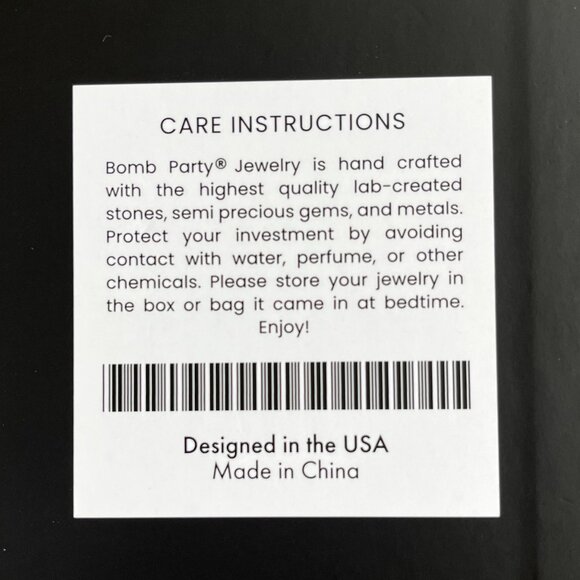 CARE INSTRUCTIONS
Bomb Party® Jewelry is hand crafted
with the highest quality lab-created
stones, semi precious gems, and metals.
Protect your investment by avoiding
contact with water, perfume, or other
chemicals. Please store your jewelry in
the box or bag it came in at bedtime.
Enjoy!
Designed in the USA
Made in China